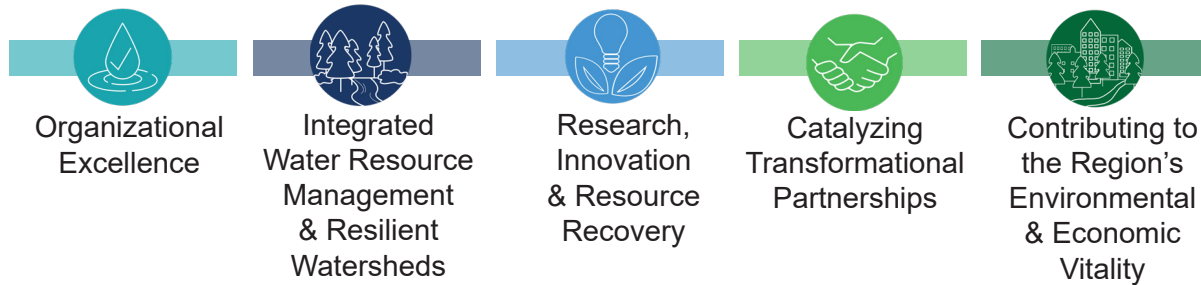 Organizational
Excellence
Integrated
Water Resource
Management
& Resilient
Watersheds
Research,
Innovation
& Resource
Recovery
Catalyzing
Transformational
Partnerships
Contributing to
the Region’s
Environmental
& Economic
Vitality